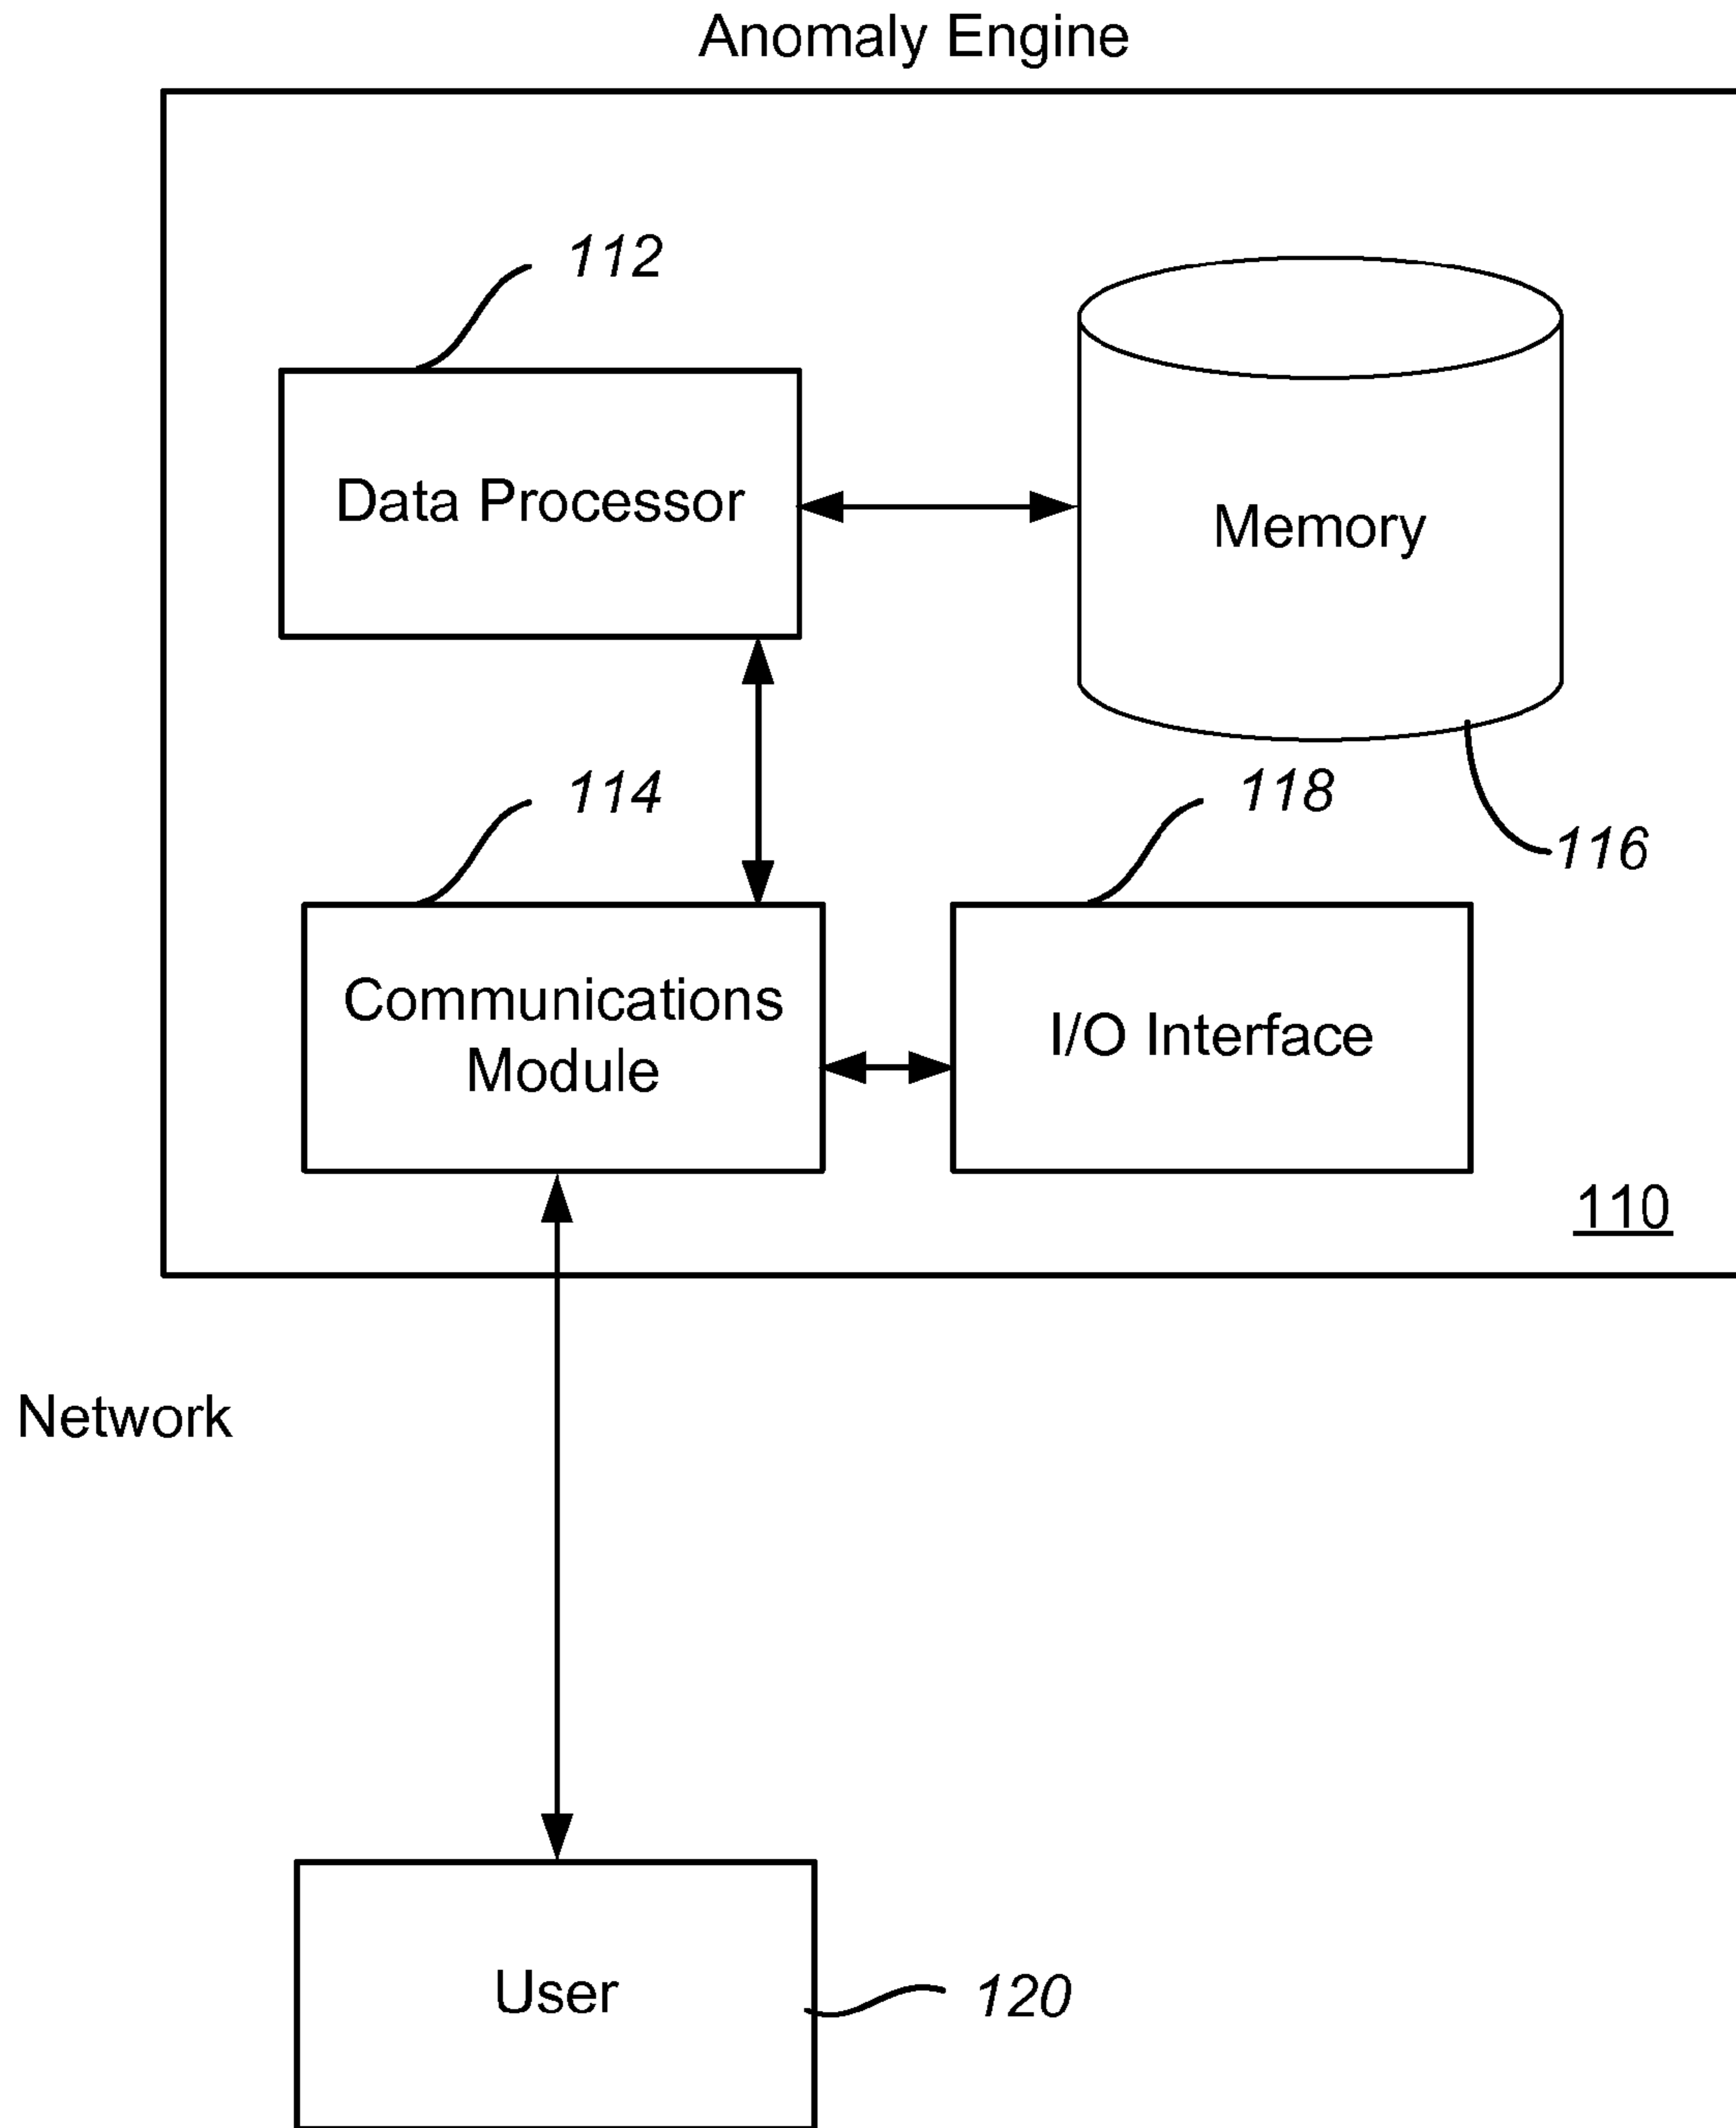 Anomaly Engine
112
Data Processor
Memory
114
118
116
Communications
Module
I/O Interface
110
Network
User
120